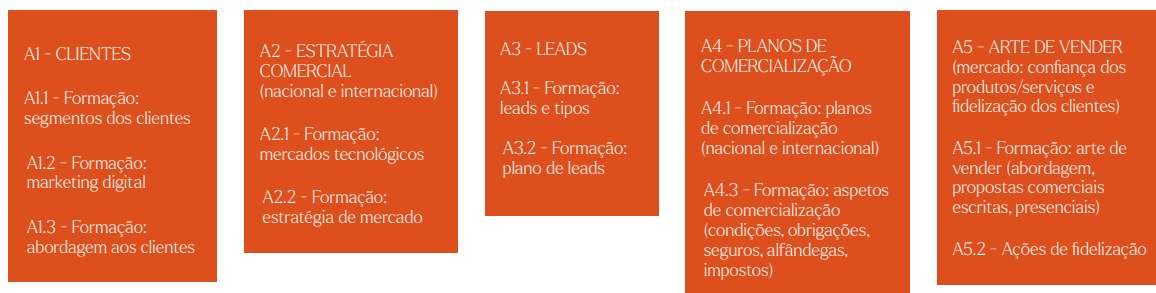 A1 - CLIENTES
A1.1 - Formação:
segmentos dos clientes
A1.2 - Formação:
marketing digital
A1.3 - Formação:
abordagem aos clientes
A2 - ESTRATÉGIA
COMERCIAL
(nacional e internacional)
A2.1 - Formação:
mercados tecnológicos
A2.2 - Formação:
estratégia de mercado
A3 - LEADS
A3.1 - Formação:
leads e tipos
A3.2 - Formação:
plano de leads
A4 - PLANOS DE
COMERCIALIZAÇÃO
A4.1 - Formação: planos
de comercialização
(nacional e internacional)
A4.3 - Formação: aspetos
de comercialização
(condições, obrigações,
seguros, alfândegas,
impostos)
A5 - ARTE DE VENDER
(mercado: confiança dos
produtos/serviços e
fidelização dos clientes)
A5.1 - Formação: arte de
vender (abordagem,
propostas comerciais
escritas, presenciais)
A5.2 - Ações de fidelização